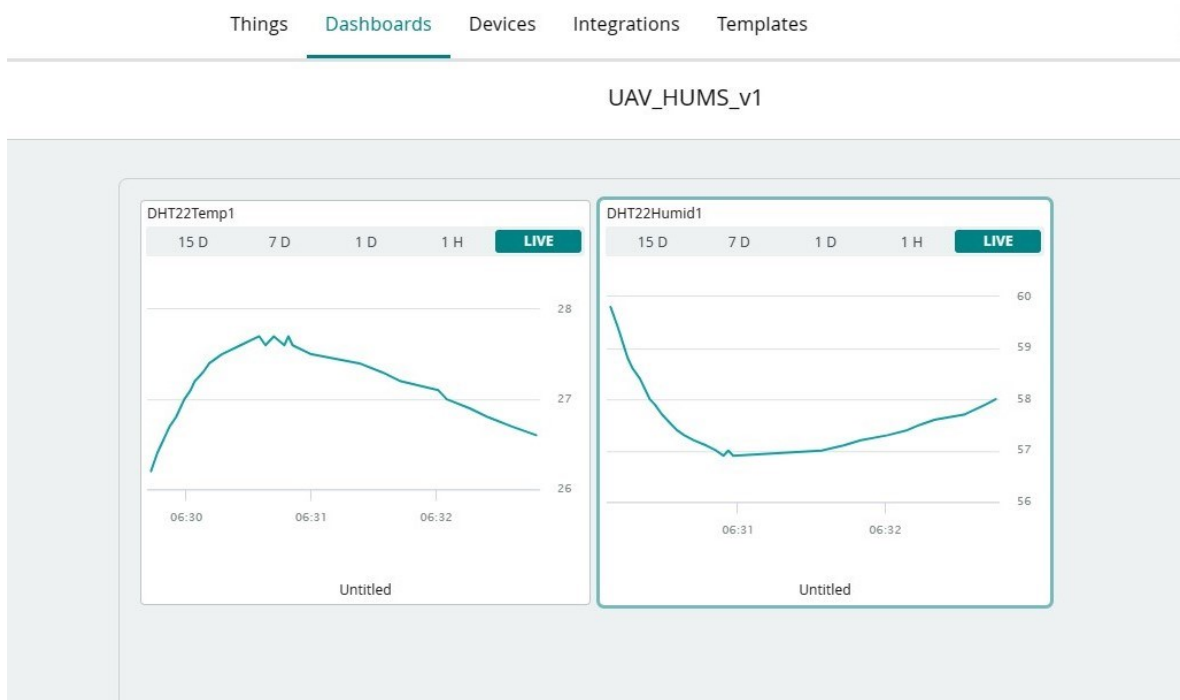 Things Dashboards Devices Integrations Templates
UAV_HUMS_v1
DHT22Temp1
15 D 7 D 1 D 1 H LIVE
28
27
26
06:30 06:31 06:32
Untitled
DHT22Humid1
15 D 7 D 1 D 1 H LIVE
60
59
58
57
56
06:31 06:32
Untitled